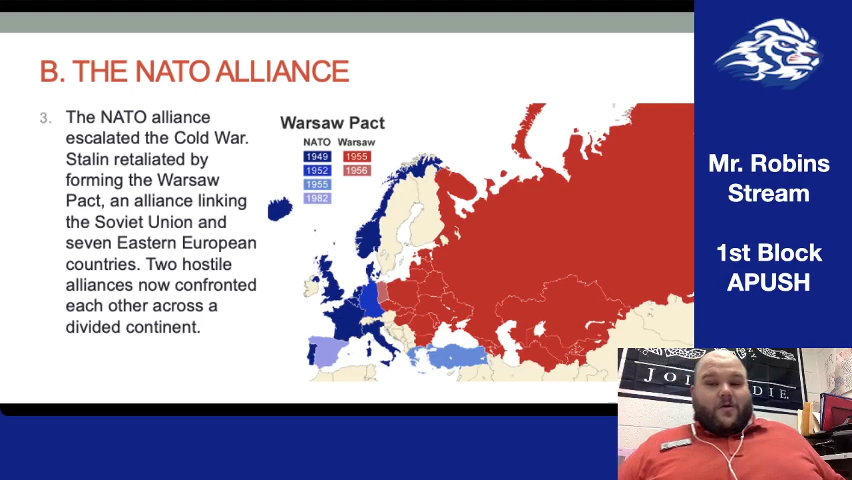 B. THE NATO ALLIANCE
3. The NATO alliance
escalated the Cold War.
Stalin retaliated by
forming the Warsaw
Pact, an alliance linking
the Soviet Union and
seven Eastern European
countries. Two hostile
alliances now confronted
each other across a
divided continent.
Warsaw Pact
NATO Warsaw
1949 1955
1952 1956
1955
1982
Mr. Robins
Stream
1st Block
APUSH
JOIN DIE.